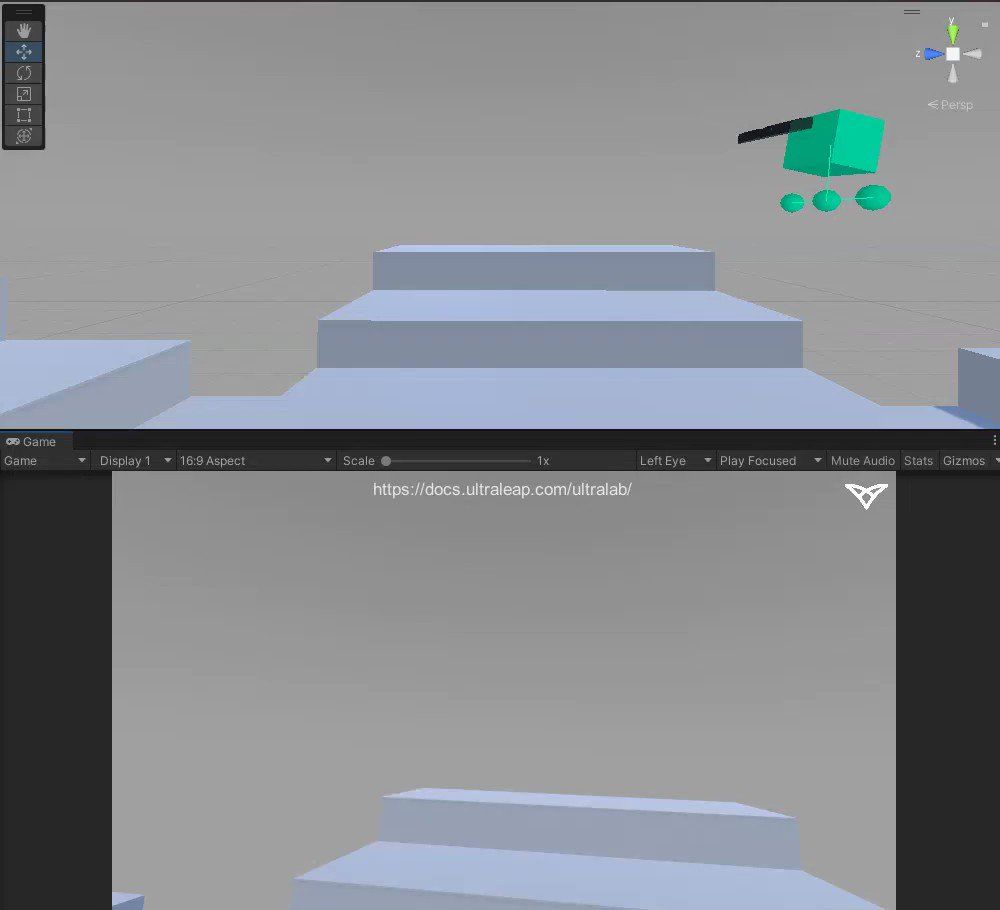 y
z
Persp
Game
Game
Display 1
16:9 Aspect
Scale
1x
Left Eye
Play Focused
Mute Audio
Stats
Gizmos
https://docs.ultraleap.com/ultralab/